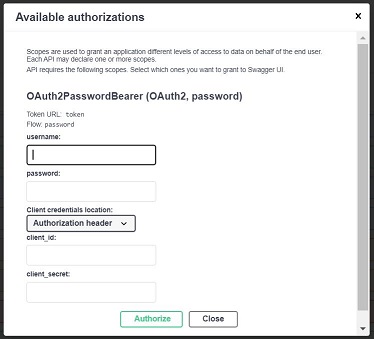 Available authorizations
x
Scopes are used to grant an application different levels of access to data on behalf of the end user.
Each API may declare one or more scopes.
API requires the following scopes. Select which ones you want to grant to Swagger UI.
OAuth2PasswordBearer (OAuth2, password)
Token URL: token
Flow: password
username:
password:
Client credentials location:
Authorization header
client_id:
client_secret:
Authorize Close